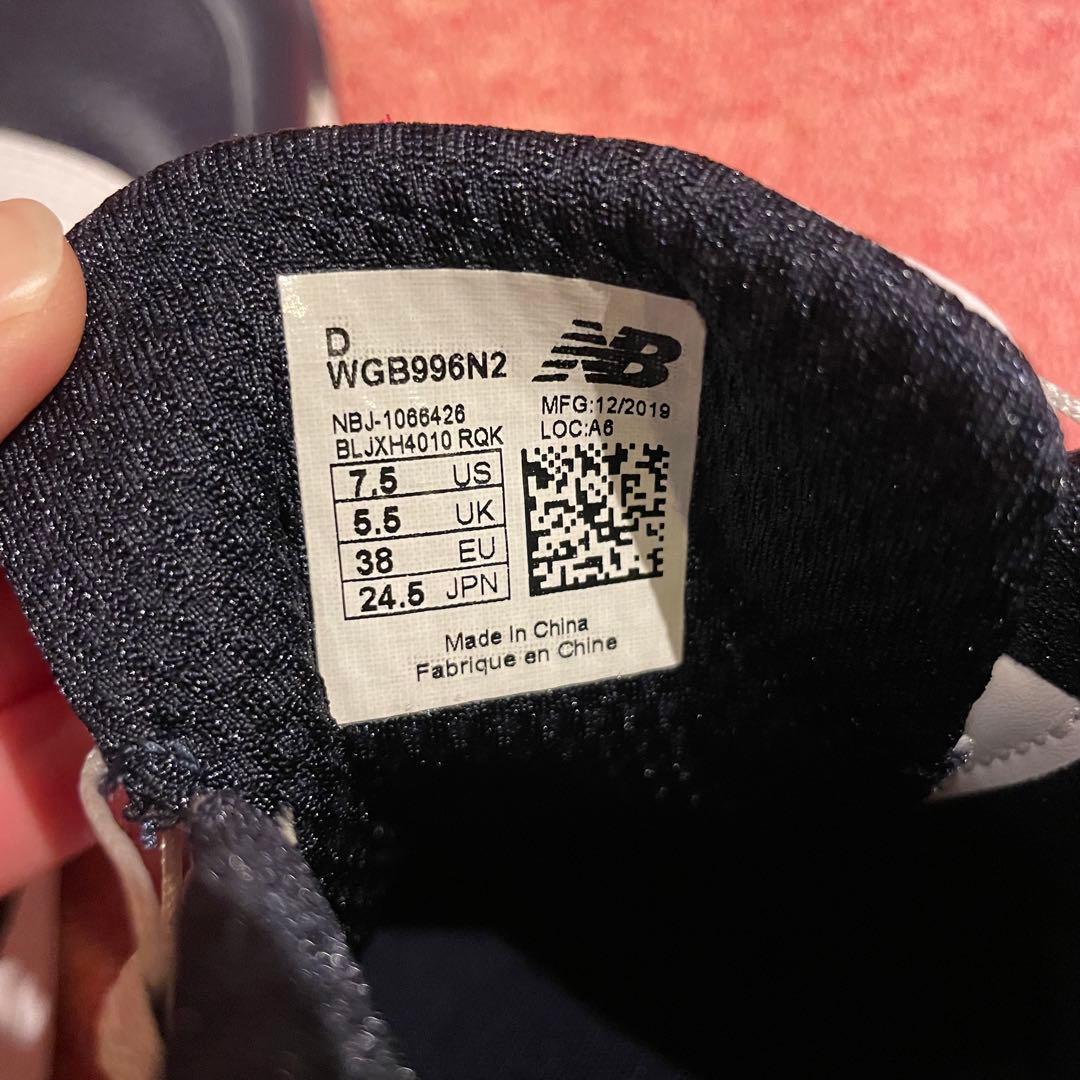 D
WGB996N2
NB
NBJ-1066426
BLJXH4010 RQK
MFG:12/2019
LOC:A6
7.5 US
5.5 UK
38 EU
24.5 JPN
Made In China
Fabrique en Chine